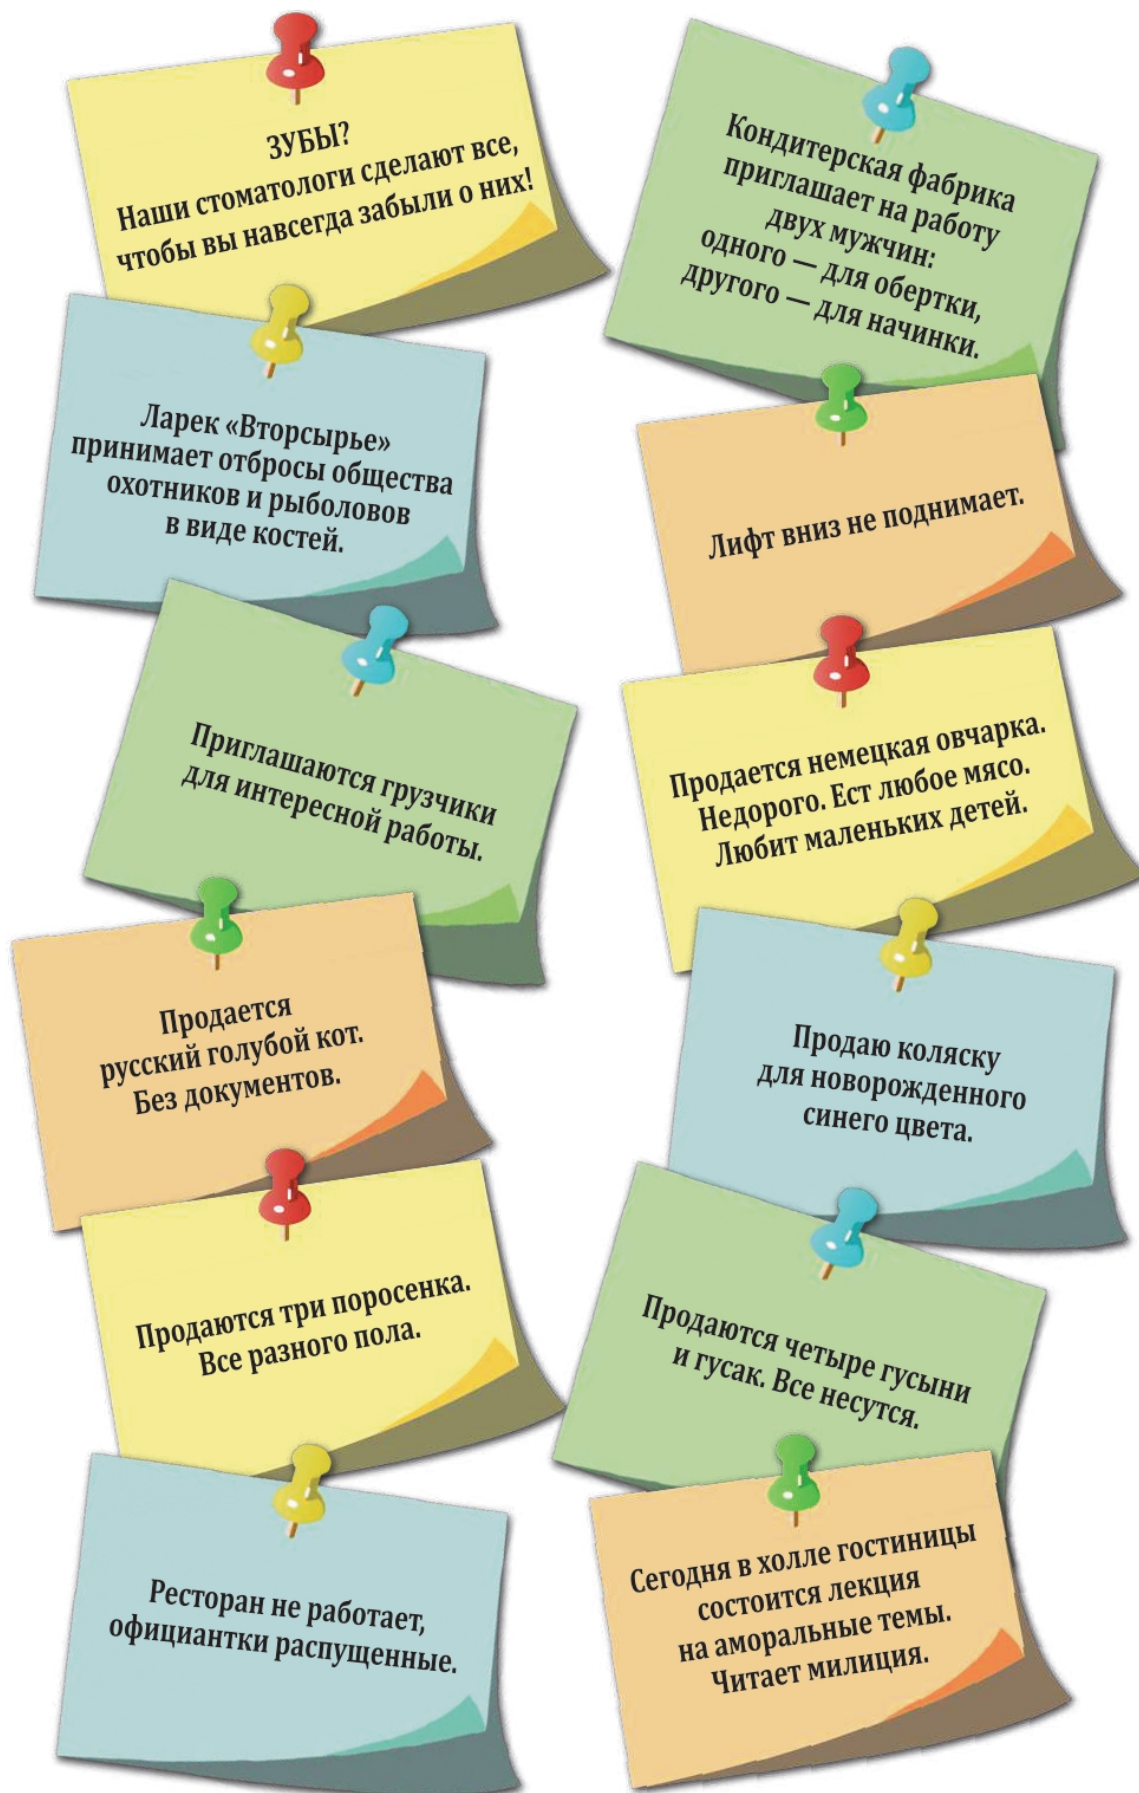 ЗУБЫ?
Наши стоматологи сделают все,
чтобы вы навсегда забыли о них!
Кондитерская фабрика
приглашает на работу
двух мужчин:
одного — для обертки,
другого — для начинки.
Ларек «Вторсырье»
принимает отбросы общества
охотников и рыболовов
в виде костей.
Лифт вниз не поднимает.
Приглашаются грузчики
для интересной работы.
Продается немецкая овчарка.
Недорого. Ест любое мясо.
Любит маленьких детей.
Продается
русский голубой кот.
Без документов.
Продаю коляску
для новорожденного
синего цвета.
Продаются три поросенка.
Все разного пола.
Продаются четыре гусыни
и гусак. Все несутся.
Ресторан не работает,
официантки распущенные.
Сегодня в холле гостиницы
состоится лекция
на аморальные темы.
Читает милиция.